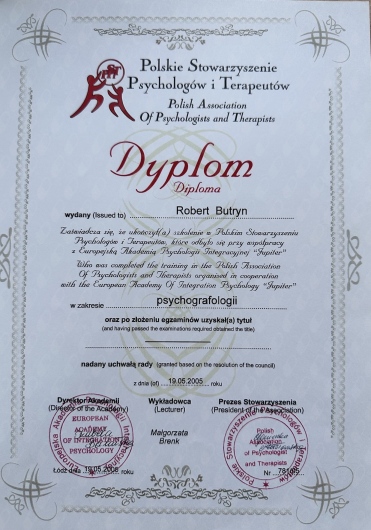 Polskie Stowarzyszenie
Psychologów i Terapeutów
Polish Association
Of Psychologists and Therapists
Dyplom
Diploma
wydany (Issued to) Robert Butryn
Zaświadcza się, że ukończył(a) szkolenie w Polskim Stowarzyszeniu
Psychologów i Terapeutów, które odbyło się przy współpracy
z Europejską Akademią Psychologii Integracyjnej "Jupiter"
Who was completed the training in the Polish Association
Of Psychologists and Therapists organised in cooperation
with the European Academy Of Integration Psychology "Jupiter"
w zakresie psychografologii
oraz po złożeniu egzaminów uzyskał(a) tytuł
(and having passed the examinations required obtained the title)
nadany uchwałą rady (granted based on the resolution of the council)
z dnia (of) 19.05.2005 roku
Dyrektor Akademii Wykładowca Prezes Stowarzyszenia
(Director of the Academy) (Lecturer) (President of the Association)
EUROPEAN
ACADEMY
OF INTEGRATION
PSYCHOLOGY
Małgorzata
Brenk
Polish
Association
of Psychologist
and Therapists
Łódź dnia 19.05.2005 roku
Nr